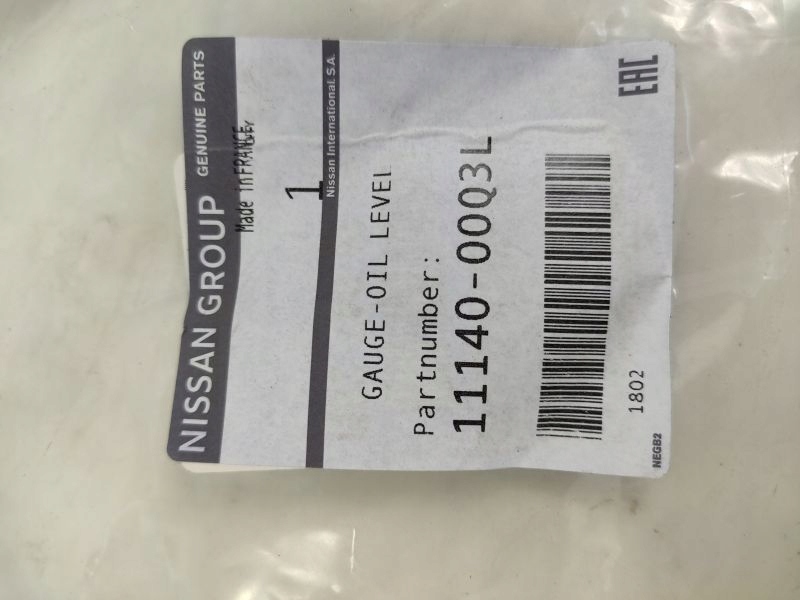 NISSAN GROUP GENUINE PARTS
Made in FRANCE
1
Nissan International. S.A.
GAUGE-OIL LEVEL
Partnumber:
11140-00Q3L
1802
NEGB2
EAC